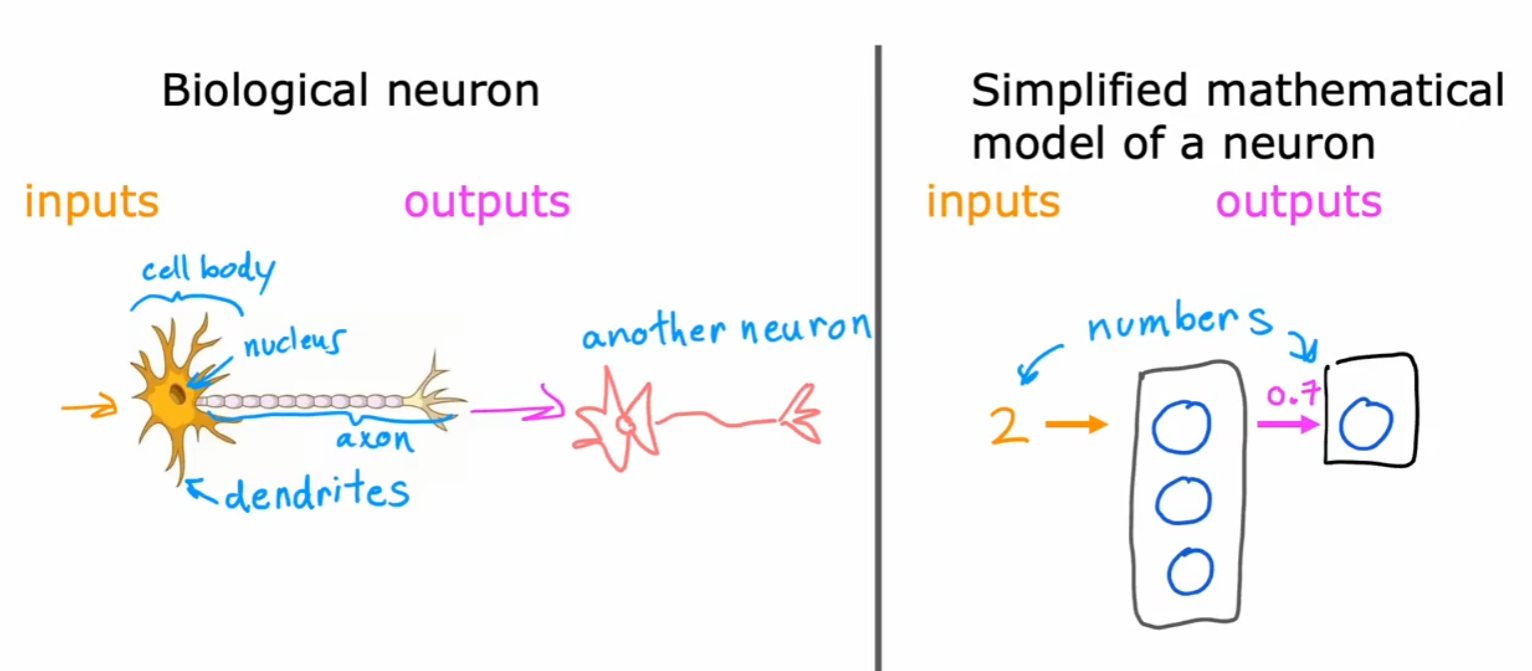 Biological neuron
inputs
outputs
cell body
nucleus
another neuron
axon
dendrites
Simplified mathematical
model of a neuron
inputs
outputs
numbers
2
0.7